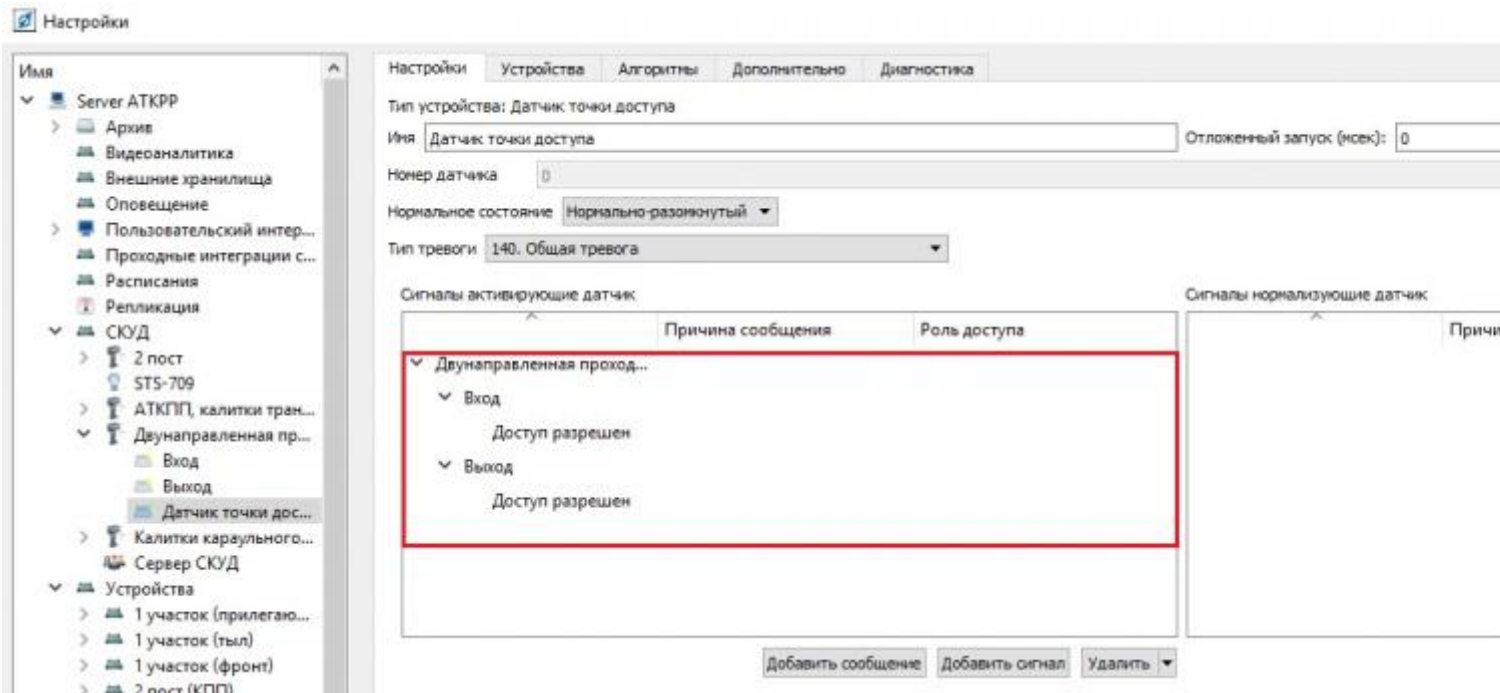 Настройки
Имя
Server АТКРР
Архив
Видеоаналитика
Внешние хранилища
Оповещение
Пользовательский интер...
Проходные интеграции с...
Расписания
Репликация
СКУД
2 пост
STS-709
АТКПП, калитки тран...
Двунаправленная пр...
Вход
Выход
Датчик точки дос...
Калитки караульного...
Сервер СКУД
Устройства
1 участок (прилегаю...
1 участок (тыл)
1 участок (фронт)
2 пост (КПП)
Настройки Устройства Алгоритмы Дополнительно Диагностика
Тип устройства: Датчик точки доступа
Имя Датчик точки доступа Отложенный запуск (мсек): 0
Номер датчика 0
Нормальное состояние Нормально-разомкнутый
Тип тревоги 140. Общая тревога
Сигналы активирующие датчик
Причина сообщения Роль доступа
Двунаправленная проход...
Вход
Доступ разрешен
Выход
Доступ разрешен
Добавить сообщение Добавить сигнал Удалить
Сигналы нормализующие датчик
Причи